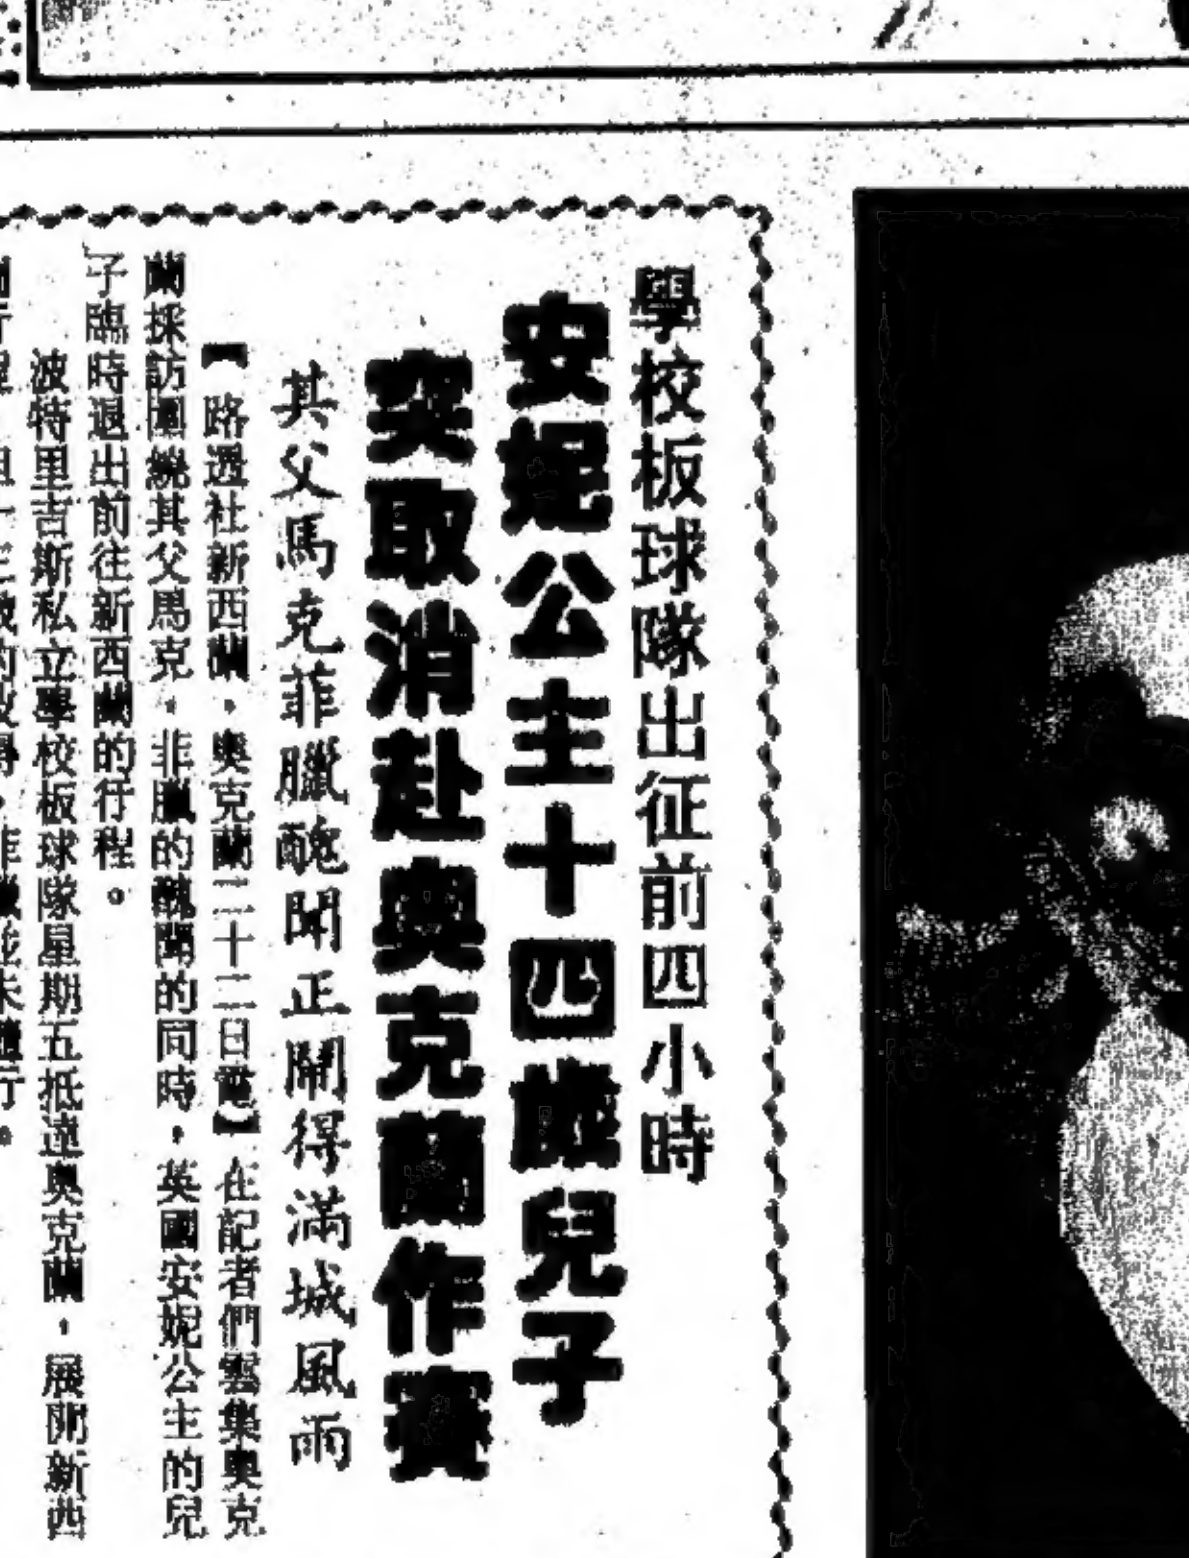 學校板球隊出征前四小時
安妮公主十四歲兒子
突取消赴奧克蘭作賽
其父馬克菲臘醜聞正鬧得滿城風雨
【路透社新西蘭・奧克蘭二十二日電】在記者們雲集奧克
蘭採訪圍繞其父馬克・非臘的醜聞的同時，英國安妮公主的兒
子臨時退出前往新西蘭的行程。
波特里吉斯私立學校板球隊星期五抵達奧克蘭，展開新西